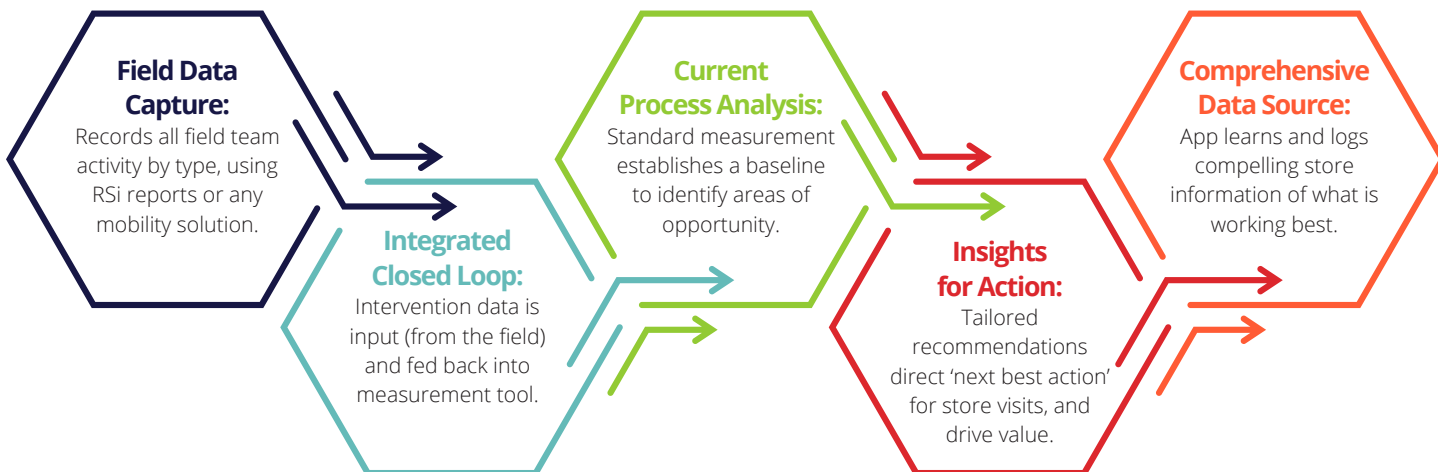 Field Data
Capture:
Records all field team
activity by type, using
RSi reports or any
mobility solution.
Integrated
Closed Loop:
Intervention data is
input (from the field)
and fed back into
measurement tool.
Current
Process Analysis:
Standard measurement
establishes a baseline
to identify areas of
opportunity.
Insights
for Action:
Tailored
recommendations
direct ‘next best action’
for store visits, and
drive value.
Comprehensive
Data Source:
App learns and logs
compelling store
information of what is
working best.